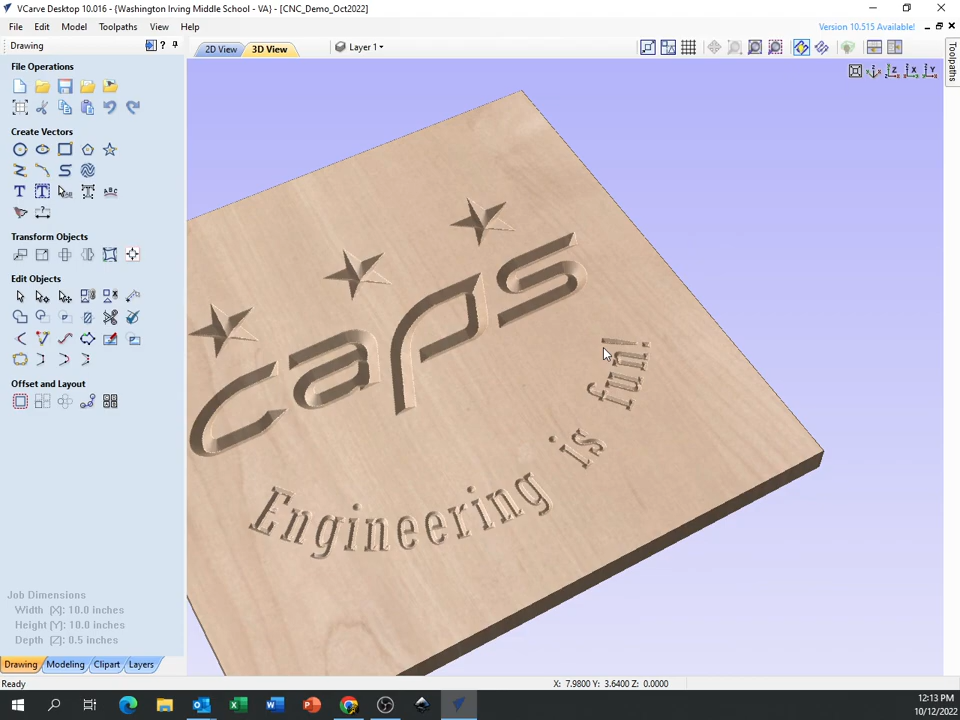 VCarve Desktop 10.016 - {Washington Irving Middle School - VA} - [CNC_Demo_Oct2022]
File Edit Model Toolpaths View Help
Version 10.515 Available!
Drawing
2D View 3D View Layer 1
Toolpaths
File Operations
Create Vectors
Transform Objects
Edit Objects
Offset and Layout
caps
Engineering is fun!
Job Dimensions
Width (X): 10.0 inches
Height (Y): 10.0 inches
Depth (Z): 0.5 inches
Drawing Modeling Clipart Layers
Ready
X: 7.9800 Y: 3.6400 Z: 0.0000
12:13 PM
10/12/2022